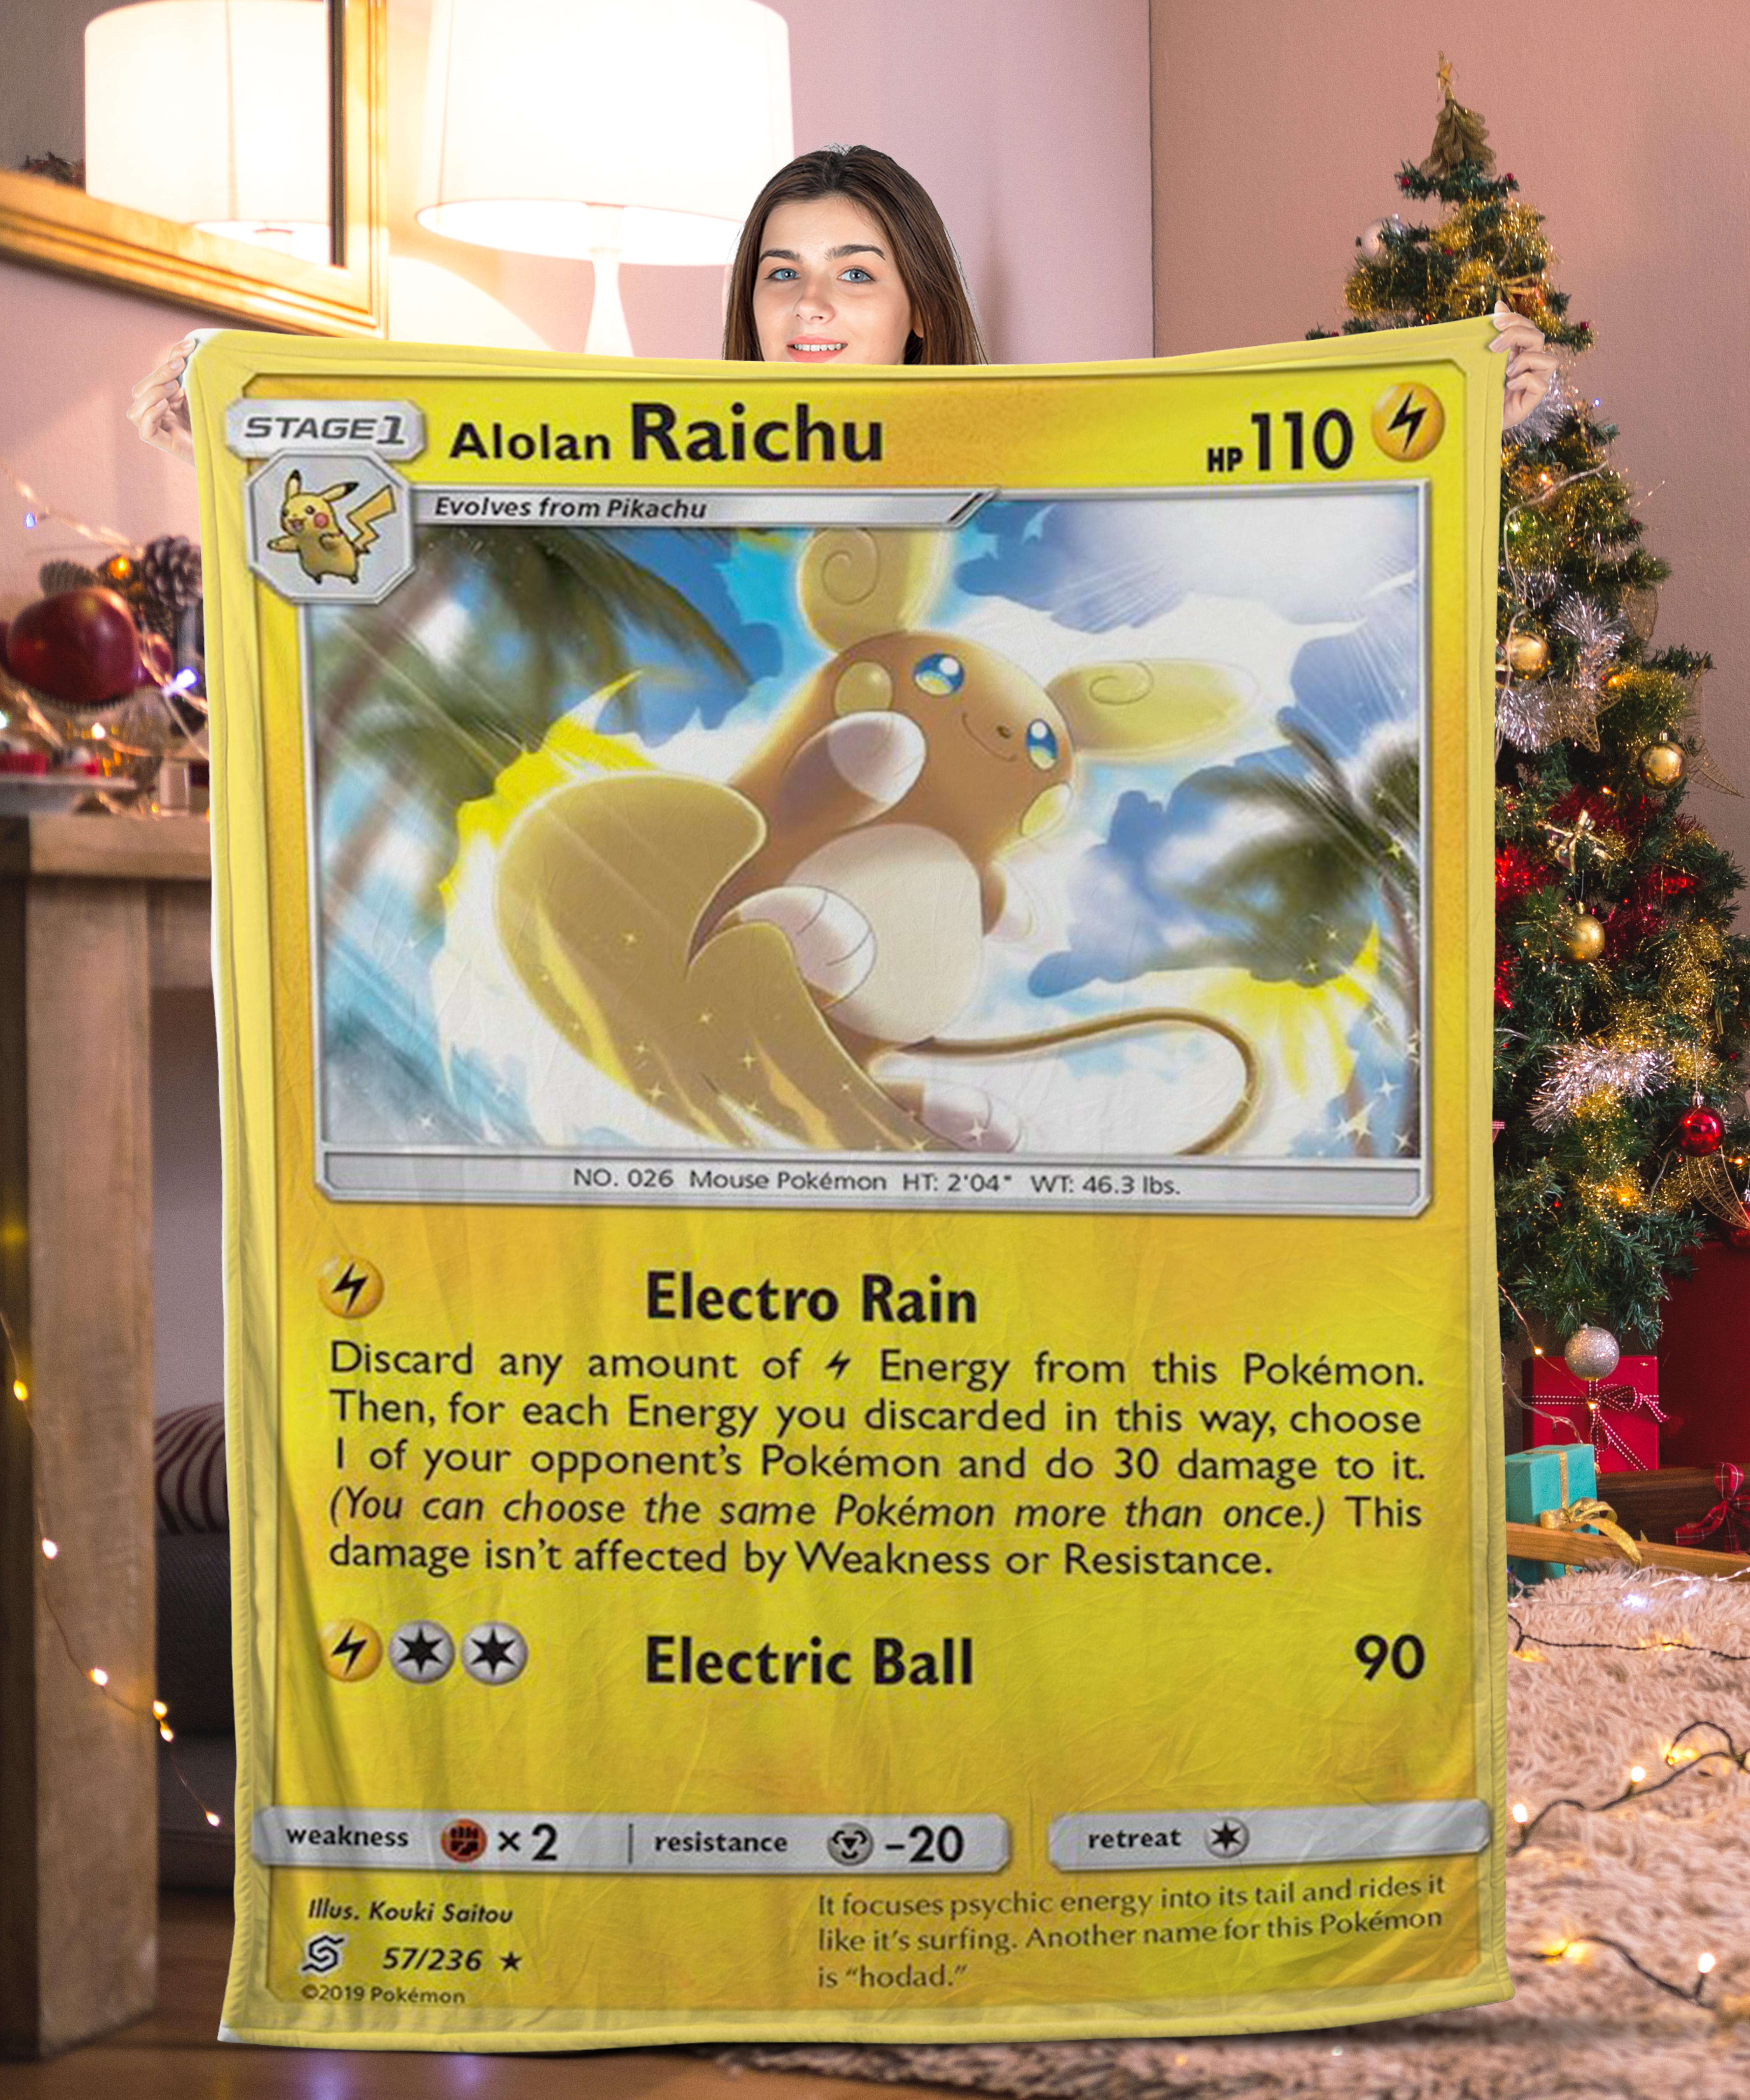 STAGE1
Alolan Raichu
HP 110
Evolves from Pikachu
NO. 026 Mouse Pokémon HT: 2'04" WT: 46.3 lbs.
Electro Rain
Discard any amount of Energy from this Pokémon.
Then, for each Energy you discarded in this way, choose
1 of your opponent's Pokémon and do 30 damage to it.
(You can choose the same Pokémon more than once.) This
damage isn't affected by Weakness or Resistance.
Electric Ball 90
weakness × 2 | resistance -20 retreat
Illus. Kouki Saitou
57/236 ★
©2019 Pokémon
It focuses psychic energy into its tail and rides it
like it's surfing. Another name for this Pokémon
is “hodad.”